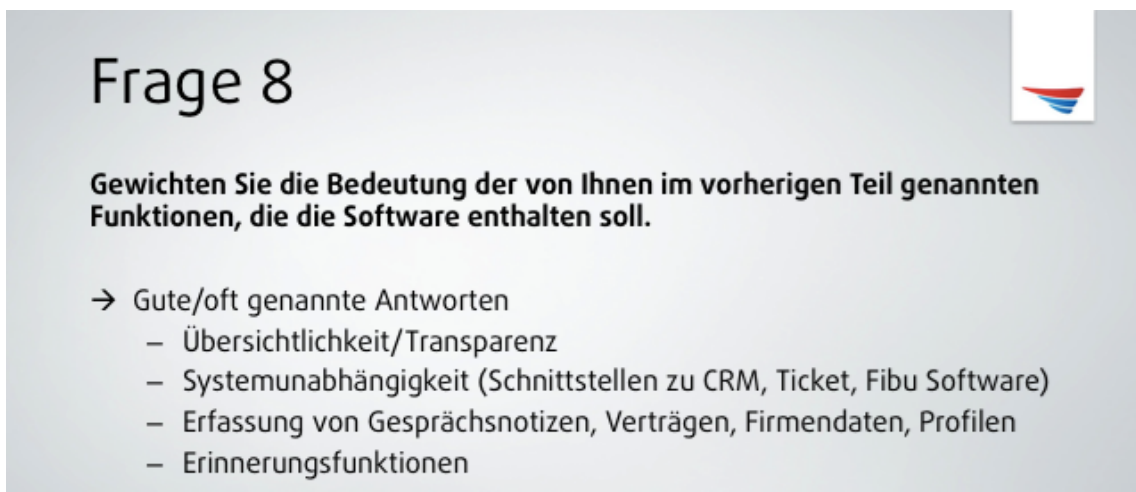 Frage 8
Gewichten Sie die Bedeutung der von Ihnen im vorherigen Teil genannten
Funktionen, die die Software enthalten soll.
→ Gute/oft genannte Antworten
– Übersichtlichkeit/Transparenz
– Systemunabhängigkeit (Schnittstellen zu CRM, Ticket, Fibu Software)
– Erfassung von Gesprächsnotizen, Verträgen, Firmendaten, Profilen
– Erinnerungsfunktionen